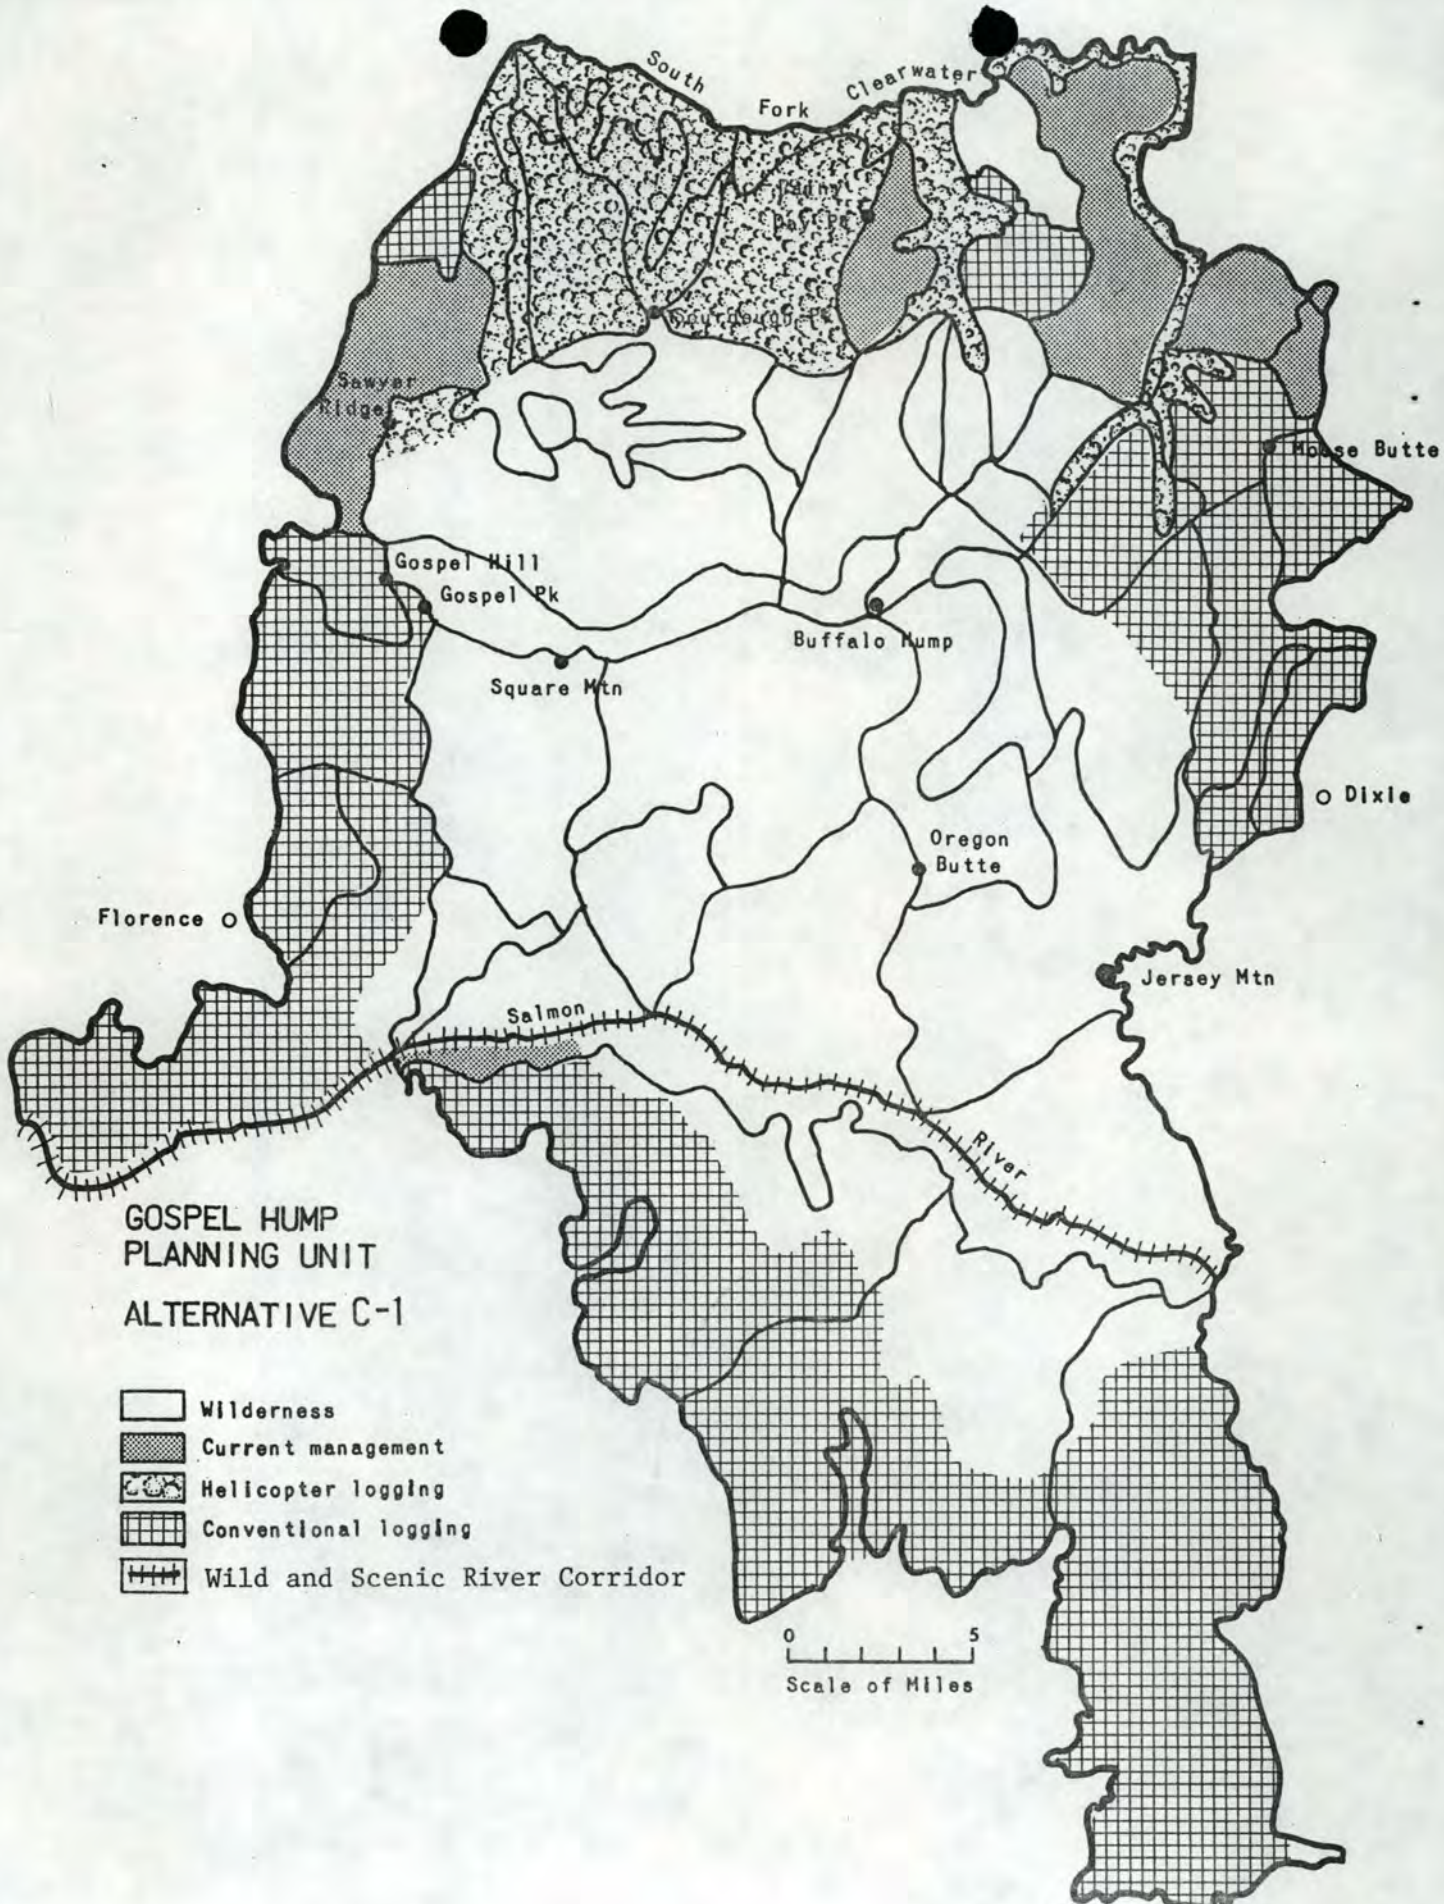 South
Fork
Clearwater
Sourdough Pk
Sawyer
Ridge
Moose Butte
Gospel Hill
Gospel Pk
Buffalo Hump
Square Mtn
Dixie
Oregon
Butte
Florence
Jersey Mtn
Salmon
River
GOSPEL HUMP
PLANNING UNIT
ALTERNATIVE C-1
Wilderness
Current management
Helicopter logging
Conventional logging
Wild and Scenic River Corridor
0 5
Scale of Miles